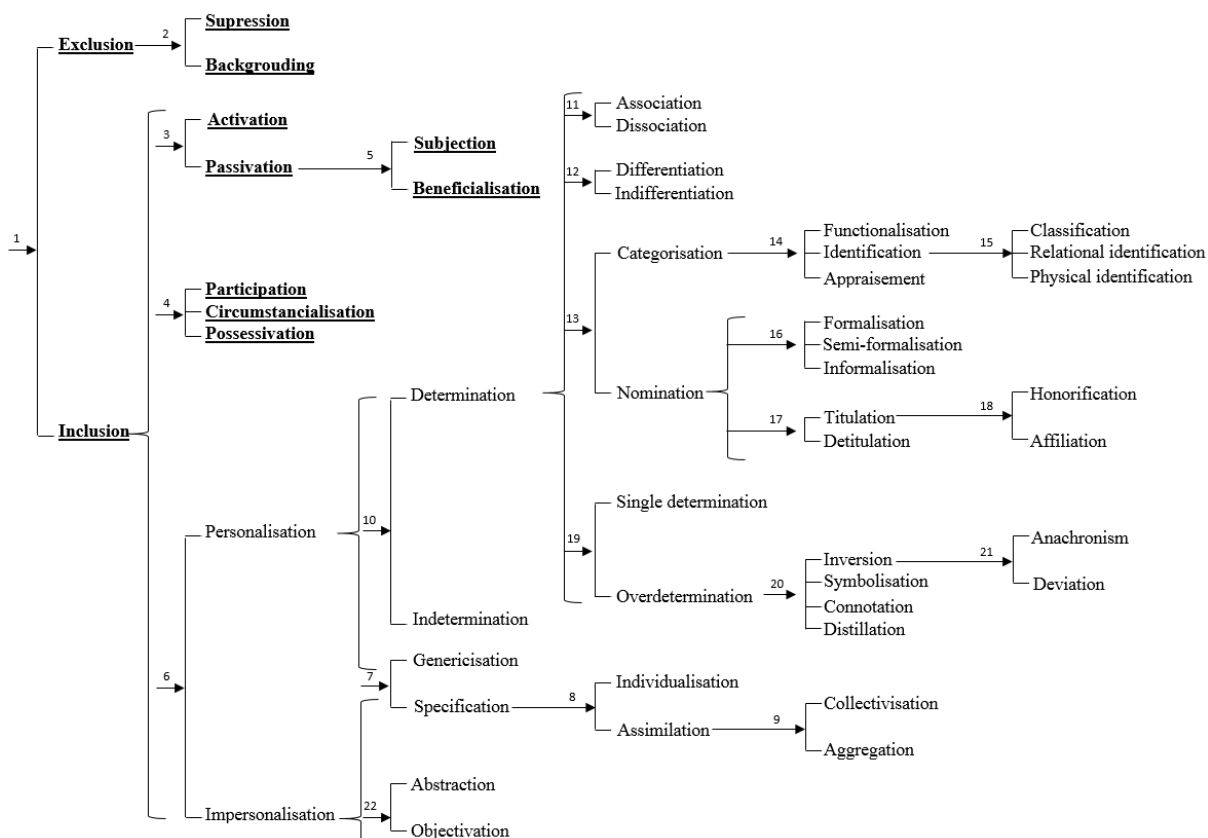 Supression
2
Exclusion
Backgrouding
11
Association
Dissociation
3
Activation
5
Subjection
Passivation
12
Differentiation
Indifferentiation
Beneficialisation
1
14
Functionalisation
Categorisation
Identification
15
Classification
Relational identification
Appraisement
Physical identification
4
Participation
Circumstancialisation
Possessivation
13
16
Formalisation
Semi-formalisation
Informalisation
Determination
Nomination
17
Titulation
18
Honorification
Detitulation
Affiliation
Inclusion
Personalisation
10
Single determination
19
Inversion
21
Anachronism
Symbolisation
Deviation
Overdetermination
20
Connotation
Distillation
Indetermination
6
7
Genericisation
Individualisation
Specification
8
Collectivisation
Assimilation
9
Aggregation
Abstraction
Impersonalisation
22
Objectivation